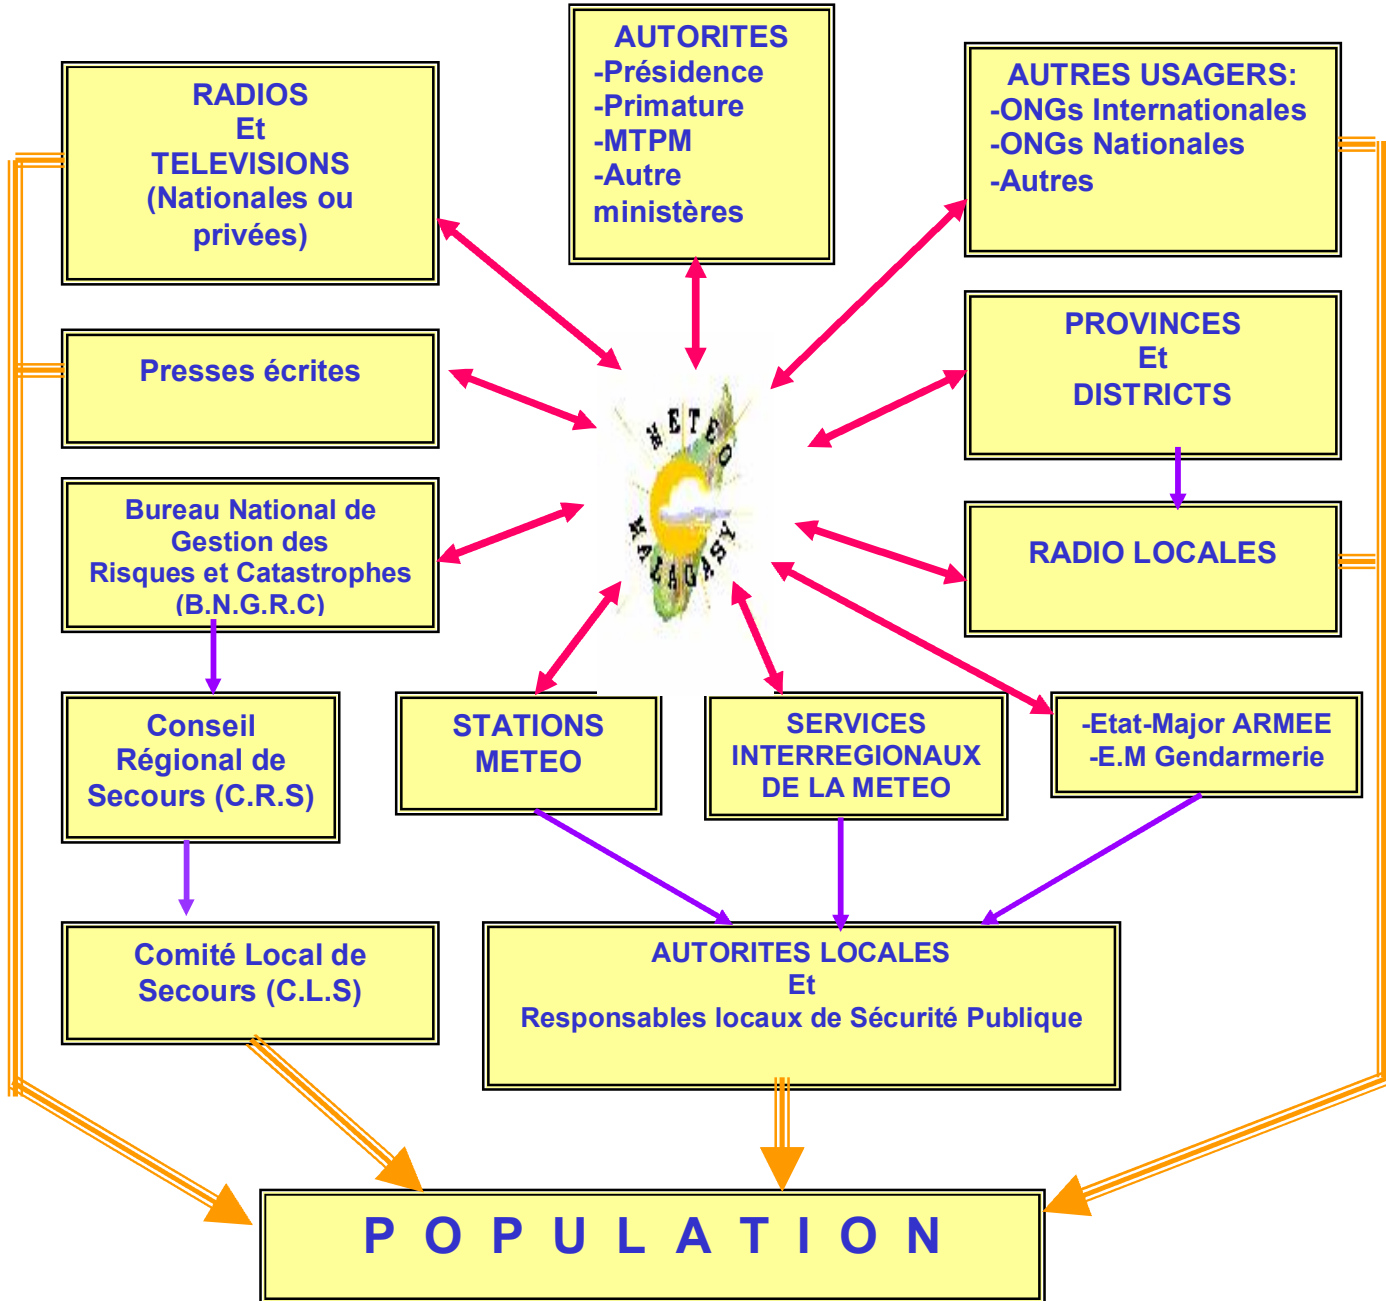 RADIOS
Et
TELEVISIONS
(Nationales ou
privées)
AUTORITES
-Présidence
-Primature
-MTPM
-Autre
ministères
AUTRES USAGERS:
-ONGs Internationales
-ONGs Nationales
-Autres
Presses écrites
PROVINCES
Et
DISTRICTS
METEO
MALAGASY
Bureau National de
Gestion des
Risques et Catastrophes
(B.N.G.R.C)
RADIO LOCALES
Conseil
Régional de
Secours (C.R.S)
STATIONS
METEO
SERVICES
INTERREGIONAUX
DE LA METEO
-Etat-Major ARMEE
-E.M Gendarmerie
Comité Local de
Secours (C.L.S)
AUTORITES LOCALES
Et
Responsables locaux de Sécurité Publique
P O P U L A T I O N